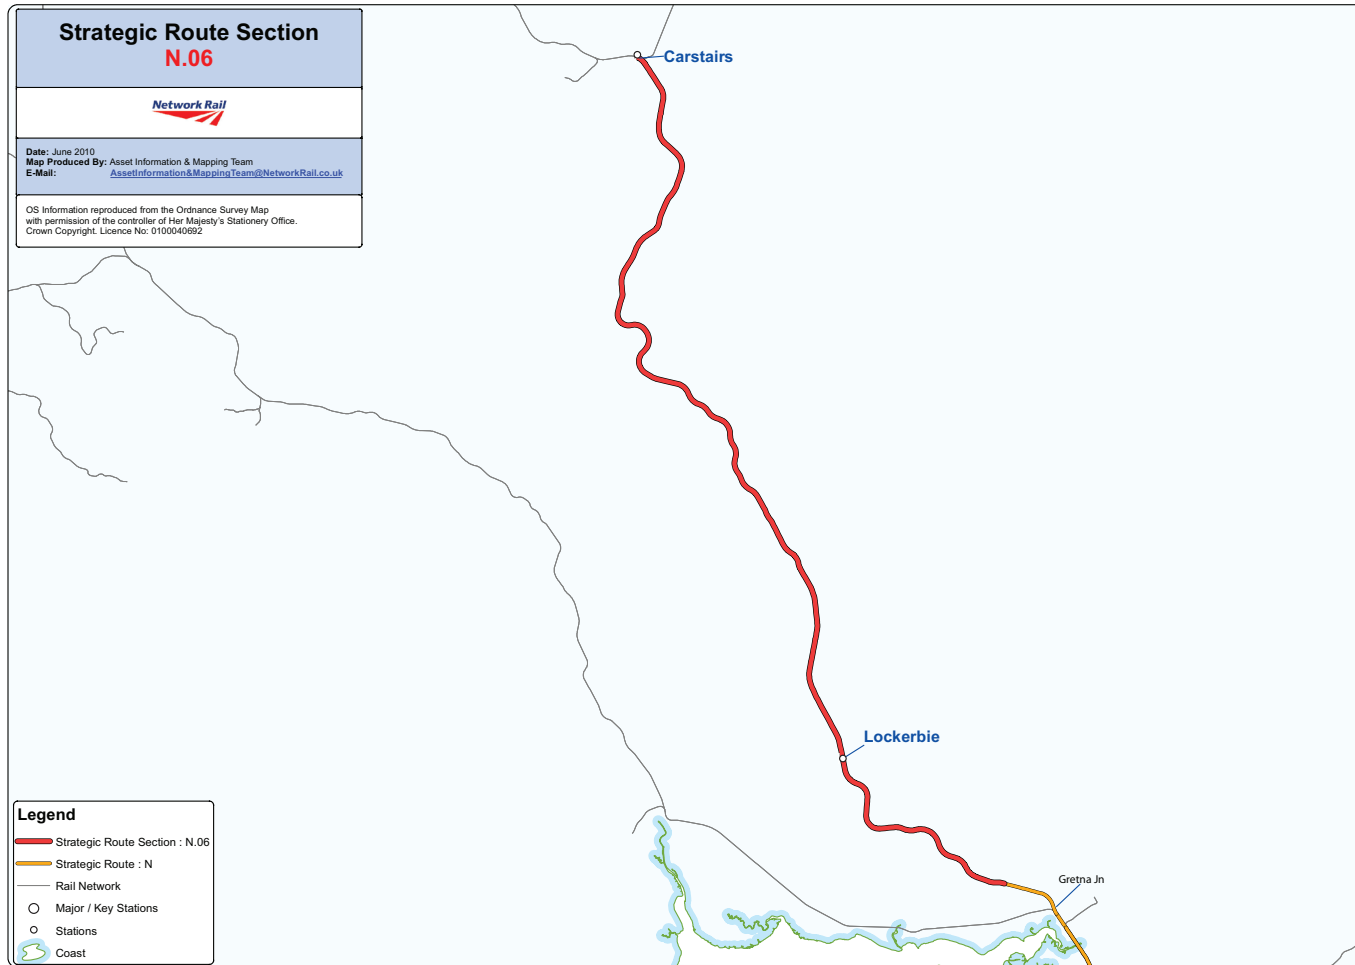 Strategic Route Section
N.06
Network Rail
Date: June 2010
Map Produced By: Asset Information & Mapping Team
E-Mail: AssetInformation&MappingTeam@NetworkRail.co.uk
OS Information reproduced from the Ordnance Survey Map
with permission of the controller of Her Majesty's Stationery Office.
Crown Copyright. Licence No: 0100040692
Carstairs
Lockerbie
Gretna Jn
Legend
Strategic Route Section : N.06
Strategic Route : N
Rail Network
Major / Key Stations
Stations
Coast